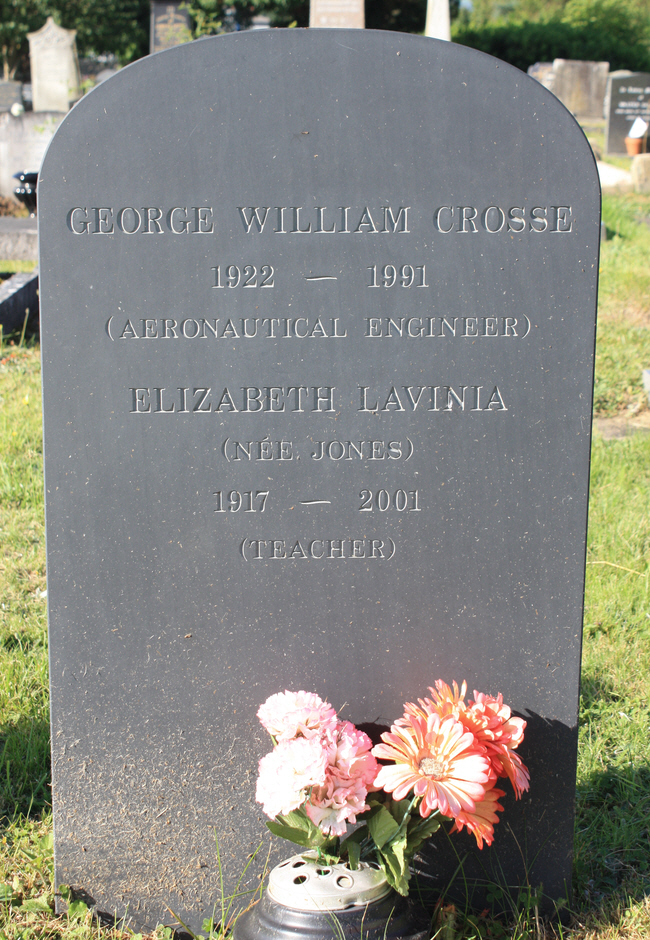 GEORGE WILLIAM CROSSE
1922 — 1991
(AERONAUTICAL ENGINEER)
ELIZABETH LAVINIA
(NÉE. JONES)
1917 — 2001
(TEACHER)